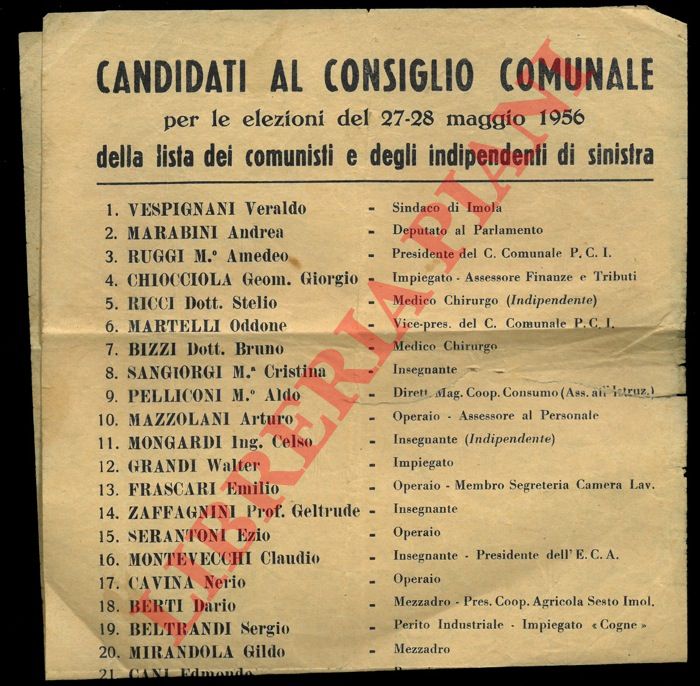 CANDIDATI AL CONSIGLIO COMUNALE
per le elezioni del 27-28 maggio 1956
della lista dei comunisti e degli indipendenti di sinistra
1. VESPIGNANI Veraldo - Sindaco di Imola
2. MARABINI Andrea - Deputato al Parlamento
3. RUGGI M.º Amedeo - Presidente del C. Comunale P.C.I.
4. CHIOCCIOLA Geom. Giorgio - Impiegato - Assessore Finanze e Tributi
5. RICCI Dott. Stelio - Medico Chirurgo (Indipendente)
6. MARTELLI Oddone - Vice-pres. del C. Comunale P.C.I.
7. BIZZI Dott. Bruno - Medico Chirurgo
8. SANGIORGI M.ª Cristina - Insegnante
9. PELLICONI M.º Aldo - Dirett. Mag. Coop. Consumo (Ass. all'Istruz.)
10. MAZZOLANI Arturo - Operaio - Assessore al Personale
11. MONGARDI Ing. Celso - Insegnante (Indipendente)
12. GRANDI Walter - Impiegato
13. FRASCARI Emilio - Operaio - Membro Segreteria Camera Lav.
14. ZAFFAGNINI Prof. Geltrude - Insegnante
15. SERANTONI Ezio - Operaio
16. MONTEVECCHI Claudio - Insegnante - Presidente dell'E.C.A.
17. CAVINA Nerio - Operaio
18. BERTI Dario - Mezzadro - Pres. Coop. Agricola Sesto Imol.
19. BELTRANDI Sergio - Perito Industriale - Impiegato «Cogne»
20. MIRANDOLA Gildo - Mezzadro
21. CANI Edmondo -
LIBRERIA PIANI